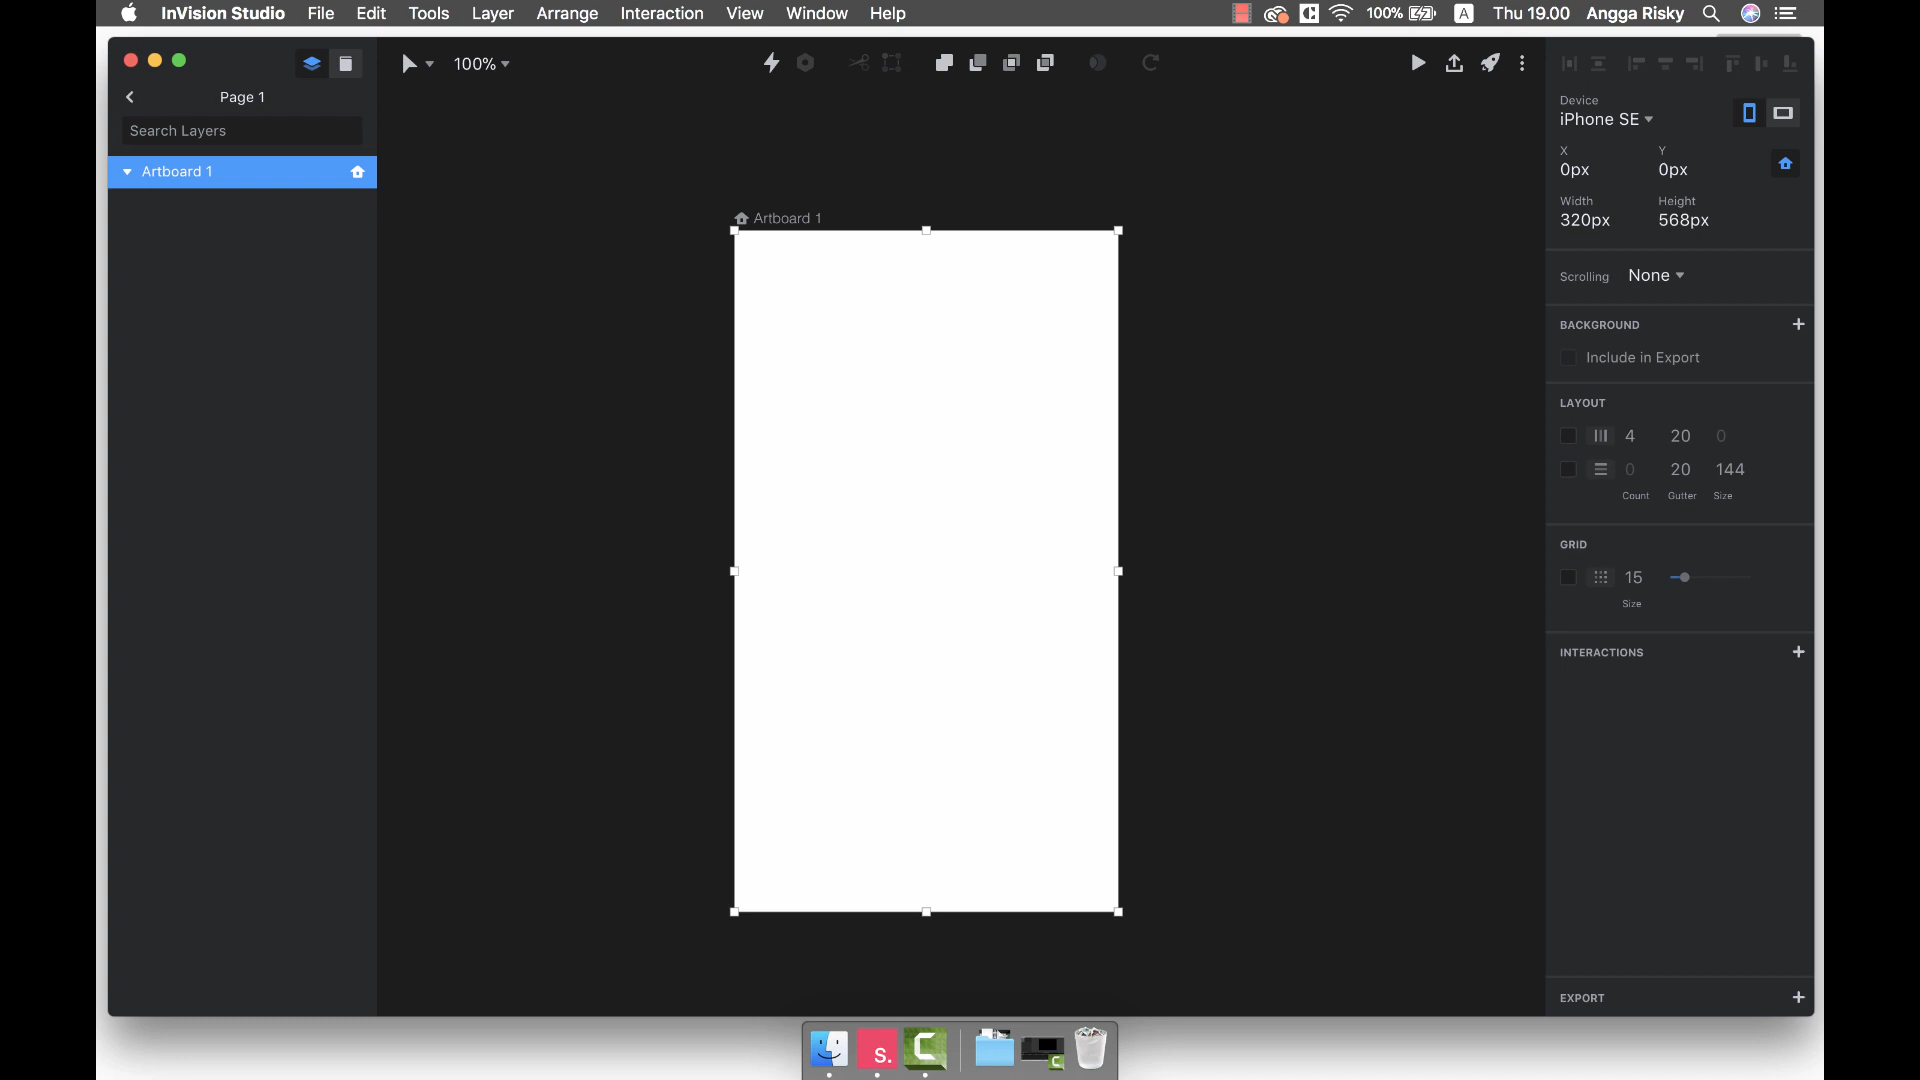 InVision Studio File Edit Tools Layer Arrange Interaction View Window Help 100% A Thu 19.00 Angga Risky
100%
Page 1
Search Layers
Artboard 1
Artboard 1
Device
iPhone SE
X Y
0px 0px
Width Height
320px 568px
Scrolling None
BACKGROUND
Include in Export
LAYOUT
4 20 0
0 20 144
Count Gutter Size
GRID
15
Size
INTERACTIONS
EXPORT
s. C
C